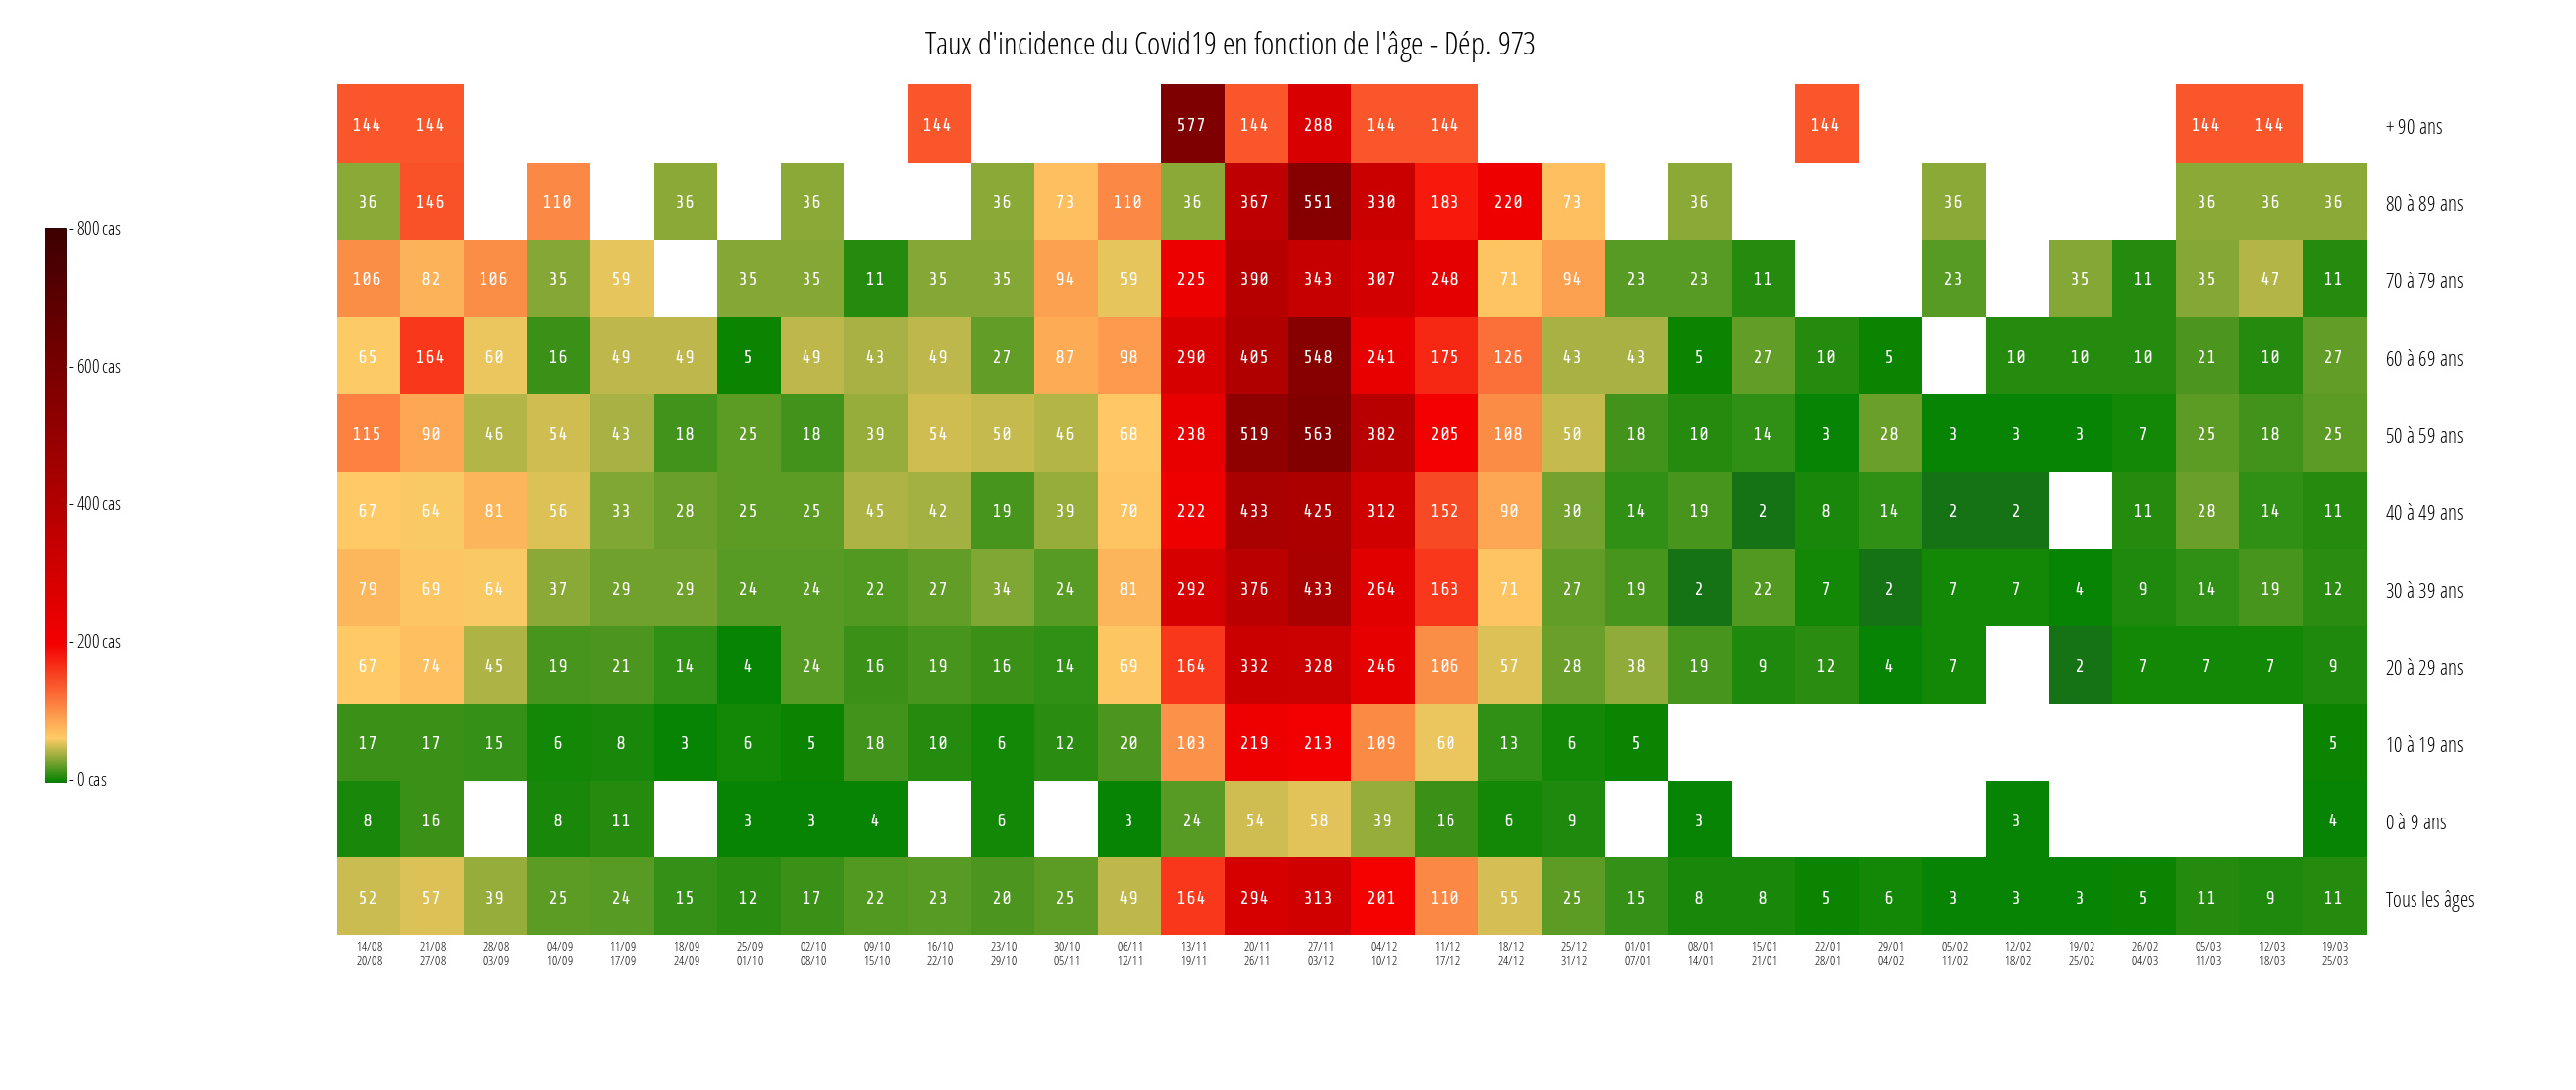 Taux d'incidence du Covid19 en fonction de l'âge - Dép. 973
- 800 cas
- 600 cas
- 400 cas
- 200 cas
- 0 cas
144 144 144 577 144 288 144 144 144 144 144 + 90 ans
36 146 110 36 36 36 73 110 36 367 551 330 183 220 73 36 36 36 36 36 80 à 89 ans
106 82 106 35 59 35 35 11 35 35 94 59 225 390 343 307 248 71 94 23 23 11 23 35 11 35 47 11 70 à 79 ans
65 164 60 16 49 49 5 49 43 49 27 87 98 290 405 548 241 175 126 43 43 5 27 10 5 10 10 10 21 10 27 60 à 69 ans
115 90 46 54 43 18 25 18 39 54 50 46 68 238 519 563 382 205 108 50 18 10 14 3 28 3 3 3 7 25 18 25 50 à 59 ans
67 64 81 56 33 28 25 25 45 42 19 39 70 222 433 425 312 152 90 30 14 19 2 8 14 2 2 11 28 14 11 40 à 49 ans
79 69 64 37 29 29 24 24 22 27 34 24 81 292 376 433 264 163 71 27 19 2 22 7 2 7 7 4 9 14 19 12 30 à 39 ans
67 74 45 19 21 14 4 24 16 19 16 14 69 164 332 328 246 106 57 28 38 19 9 12 4 7 2 7 7 7 9 20 à 29 ans
17 17 15 6 8 3 6 5 18 10 6 12 20 103 219 213 109 60 13 6 5 5 10 à 19 ans
8 16 8 11 3 3 4 6 3 24 54 58 39 16 6 9 3 3 4 0 à 9 ans
52 57 39 25 24 15 12 17 22 23 20 25 49 164 294 313 201 110 55 25 15 8 8 5 6 3 3 3 5 11 9 11 Tous les âges
14/08 21/08 28/08 04/09 11/09 18/09 25/09 02/10 09/10 16/10 23/10 30/10 06/11 13/11 20/11 27/11 04/12 11/12 18/12 25/12 01/01 08/01 15/01 22/01 29/01 05/02 12/02 19/02 26/02 05/03 12/03 19/03
20/08 27/08 03/09 10/09 17/09 24/09 01/10 08/10 15/10 22/10 29/10 05/11 12/11 19/11 26/11 03/12 10/12 17/12 24/12 31/12 07/01 14/01 21/01 28/01 04/02 11/02 18/02 25/02 04/03 11/03 18/03 25/03